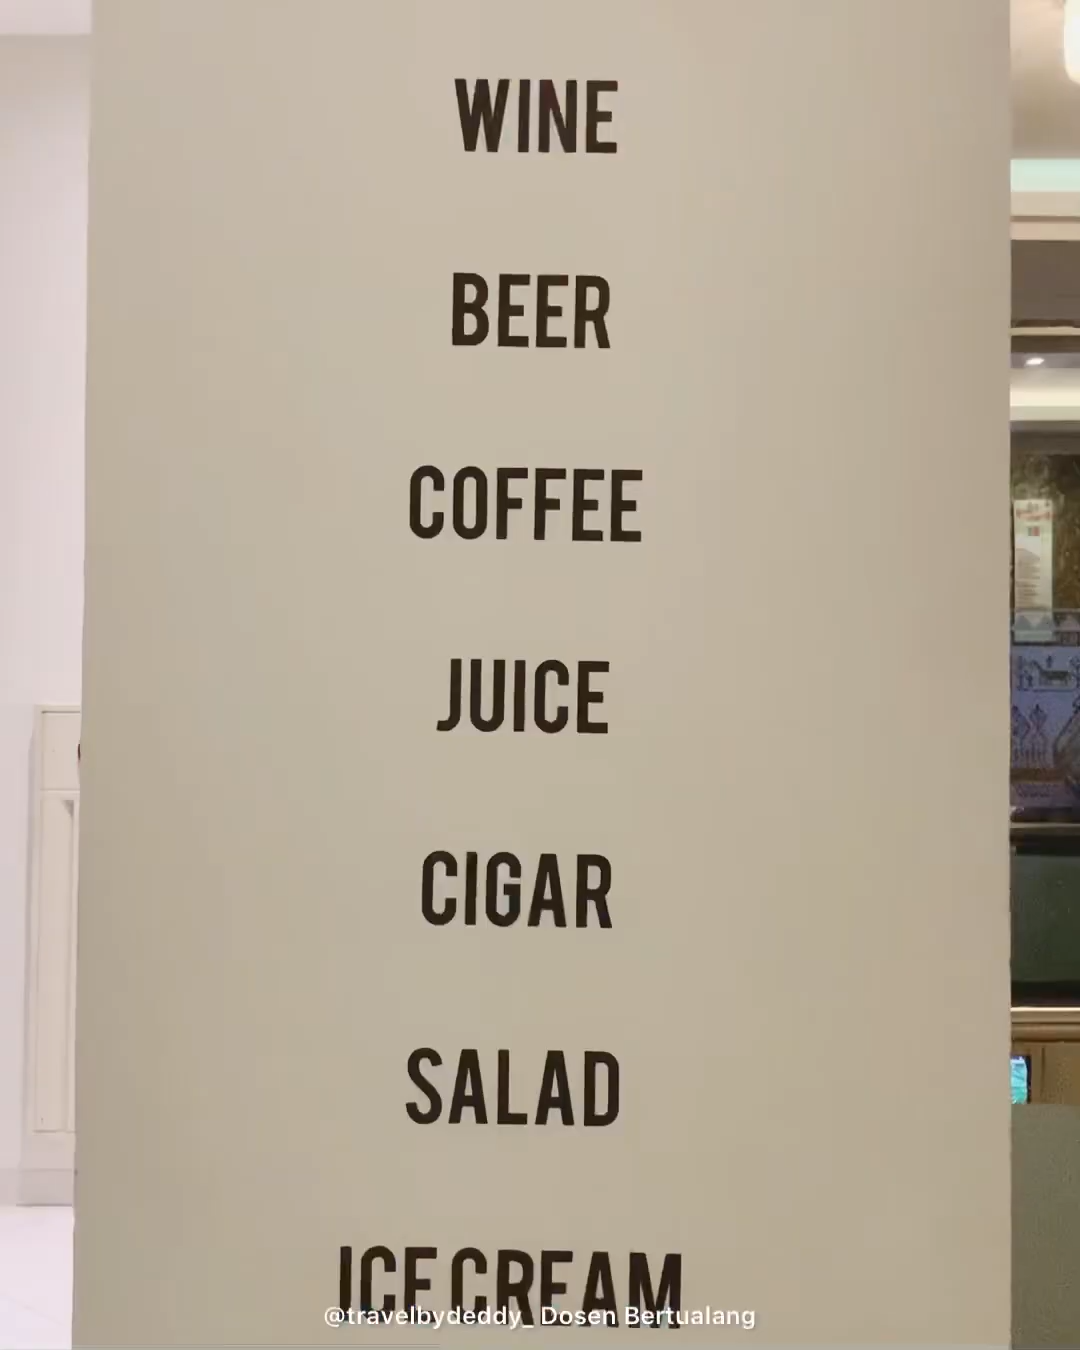 WINE
BEER
COFFEE
JUICE
CIGAR
SALAD
ICE CREAM
@travelbydeddy_ Dosen Bertualang